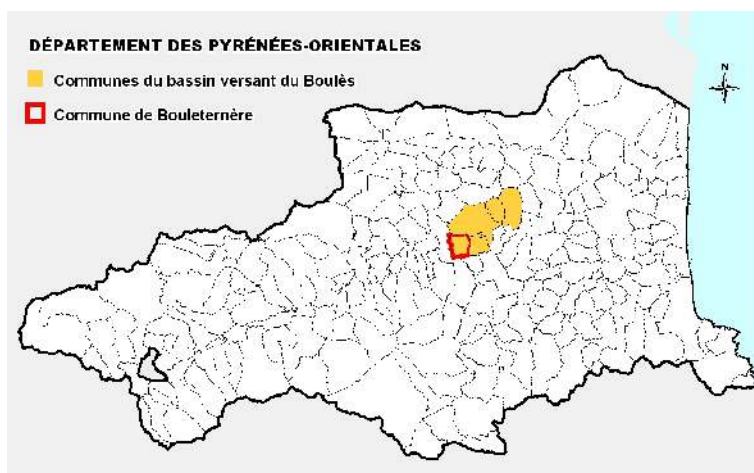 DÉPARTEMENT DES PYRÉNÉES-ORIENTALES
Communes du bassin versant du Boulès
Commune de Bouleternère
N